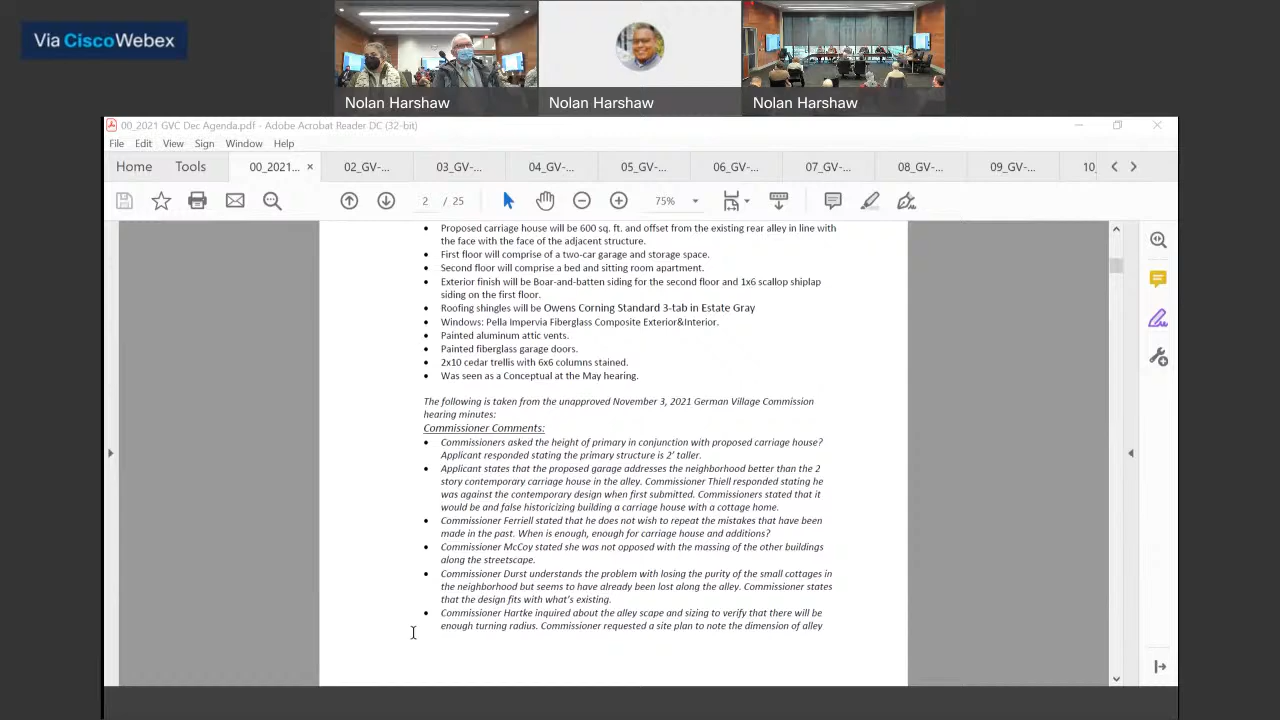 Via CiscoWebex
Nolan Harshaw
Nolan Harshaw
Nolan Harshaw
00_2021 GVC Dec Agenda.pdf - Adobe Acrobat Reader DC (32-bit)
File Edit View Sign Window Help
Home Tools 00_2021... × 02_GV-... 03_GV-... 04_GV-... 05_GV-... 06_GV-... 07_GV-... 08_GV-... 09_GV-... 10_
2 / 25 75%
• Proposed carriage house will be 600 sq. ft. and offset from the existing rear alley in line with
the face with the face of the adjacent structure.
• First floor will comprise of a two-car garage and storage space.
• Second floor will comprise a bed and sitting room apartment.
• Exterior finish will be Boar-and-batten siding for the second floor and 1x6 scallop shiplap
siding on the first floor.
• Roofing shingles will be Owens Corning Standard 3-tab in Estate Gray
• Windows: Pella Impervia Fiberglass Composite Exterior&Interior.
• Painted aluminum attic vents.
• Painted fiberglass garage doors.
• 2x10 cedar trellis with 6x6 columns stained.
• Was seen as a Conceptual at the May hearing.
The following is taken from the unapproved November 3, 2021 German Village Commission
hearing minutes:
Commissioner Comments:
• Commissioners asked the height of primary in conjunction with proposed carriage house?
Applicant responded stating the primary structure is 2' taller.
• Applicant states that the proposed garage addresses the neighborhood better than the 2
story contemporary carriage house in the alley. Commissioner Thiell responded stating he
was against the contemporary design when first submitted. Commissioners stated that it
would be and false historicizing building a carriage house with a cottage home.
• Commissioner Ferriell stated that he does not wish to repeat the mistakes that have been
made in the past. When is enough, enough for carriage house and additions?
• Commissioner McCoy stated she was not opposed with the massing of the other buildings
along the streetscape.
• Commissioner Durst understands the problem with losing the purity of the small cottages in
the neighborhood but seems to have already been lost along the alley. Commissioner states
that the design fits with what's existing.
• Commissioner Hartke inquired about the alley scape and sizing to verify that there will be
enough turning radius. Commissioner requested a site plan to note the dimension of alley